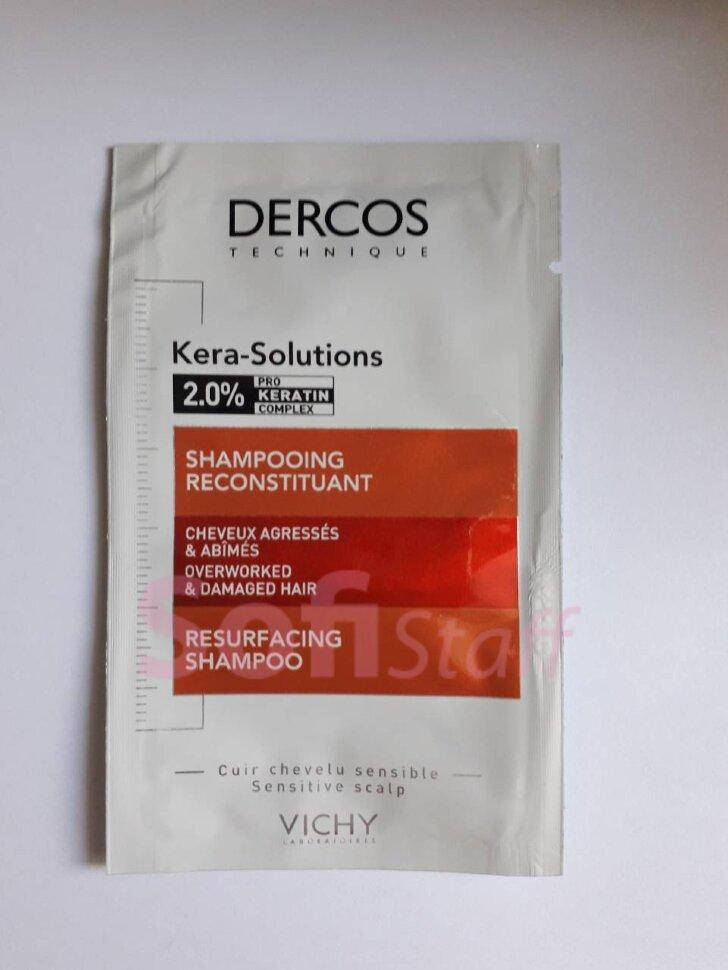 DERCOS
TECHNIQUE
Kera-Solutions
2.0% PRO
KERATIN
COMPLEX
SHAMPOOING
RECONSTITUANT
CHEVEUX AGRESSÉS
& ABÎMÉS
OVERWORKED
& DAMAGED HAIR
SofiStaff
RESURFACING
SHAMPOO
Cuir chevelu sensible
Sensitive scalp
VICHY
LABORATOIRES